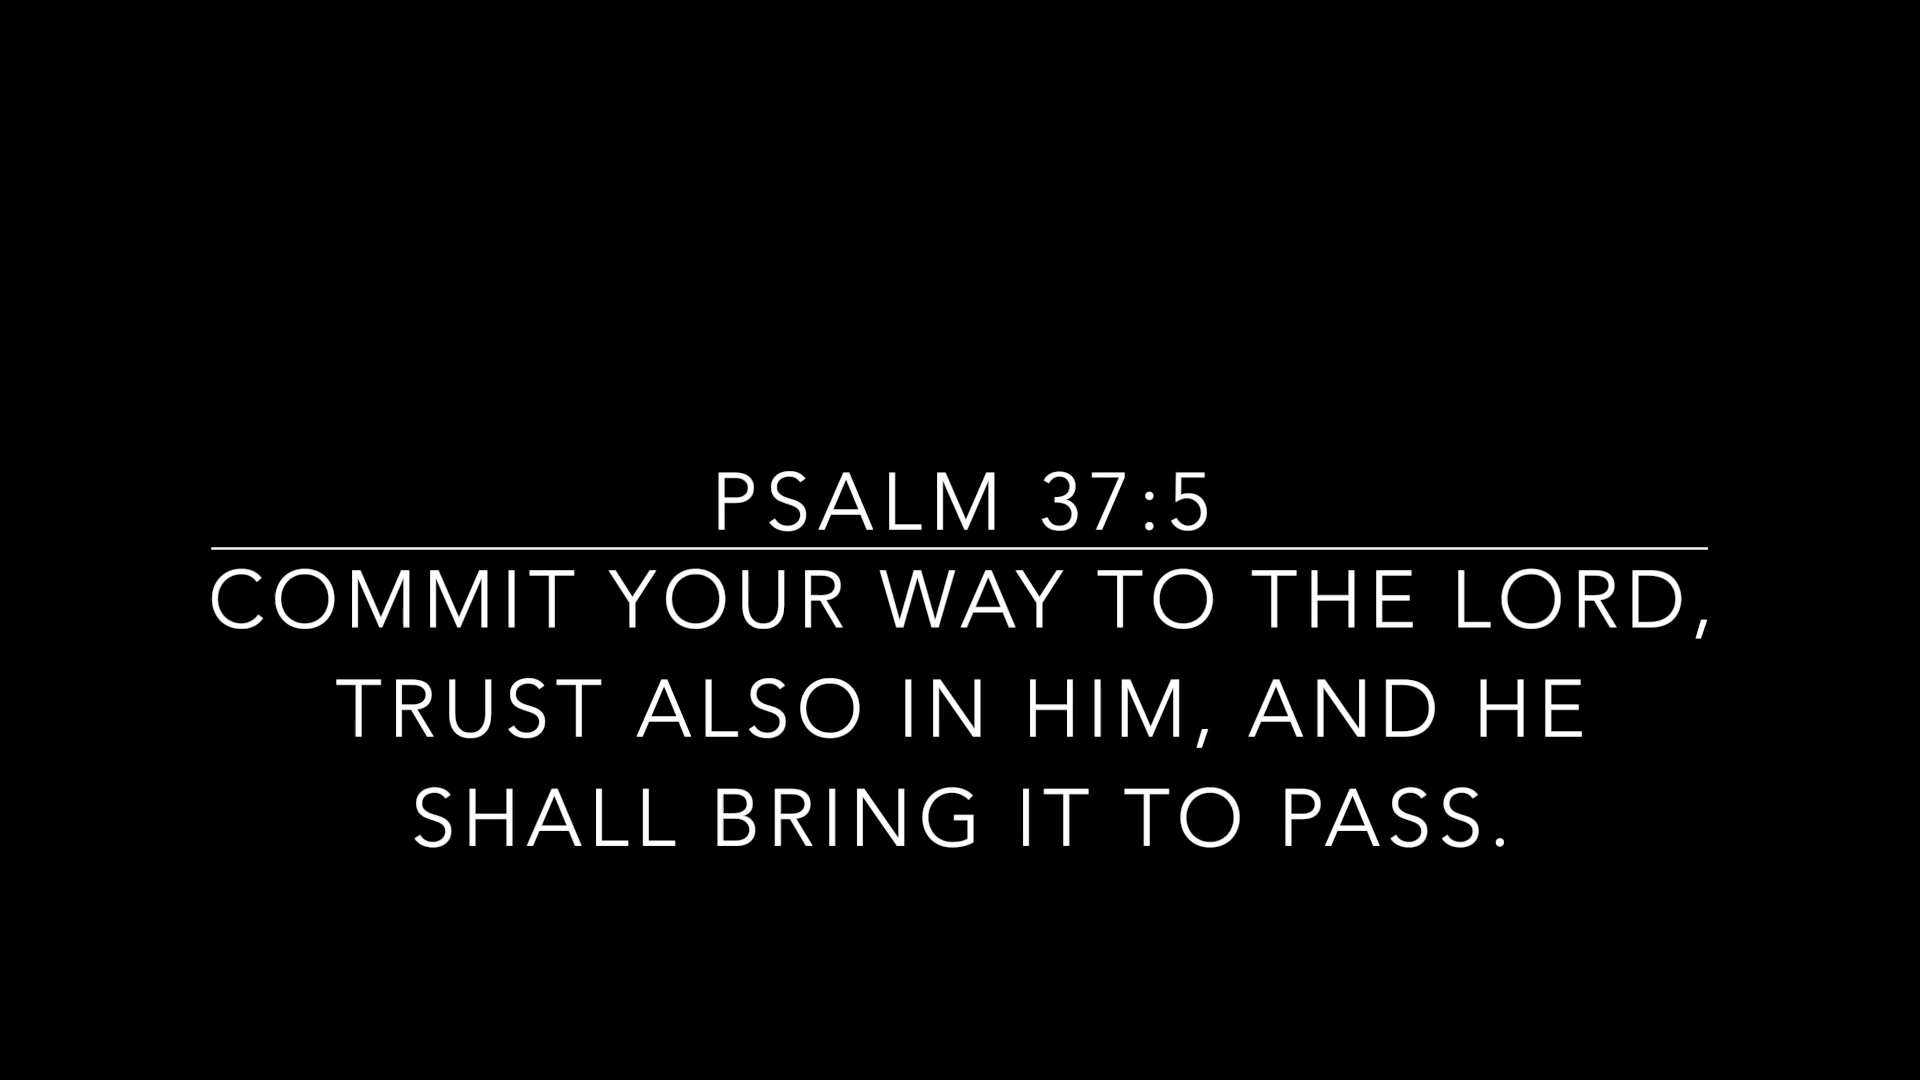 PSALM 37:5
COMMIT YOUR WAY TO THE LORD,
TRUST ALSO IN HIM, AND HE
SHALL BRING IT TO PASS.